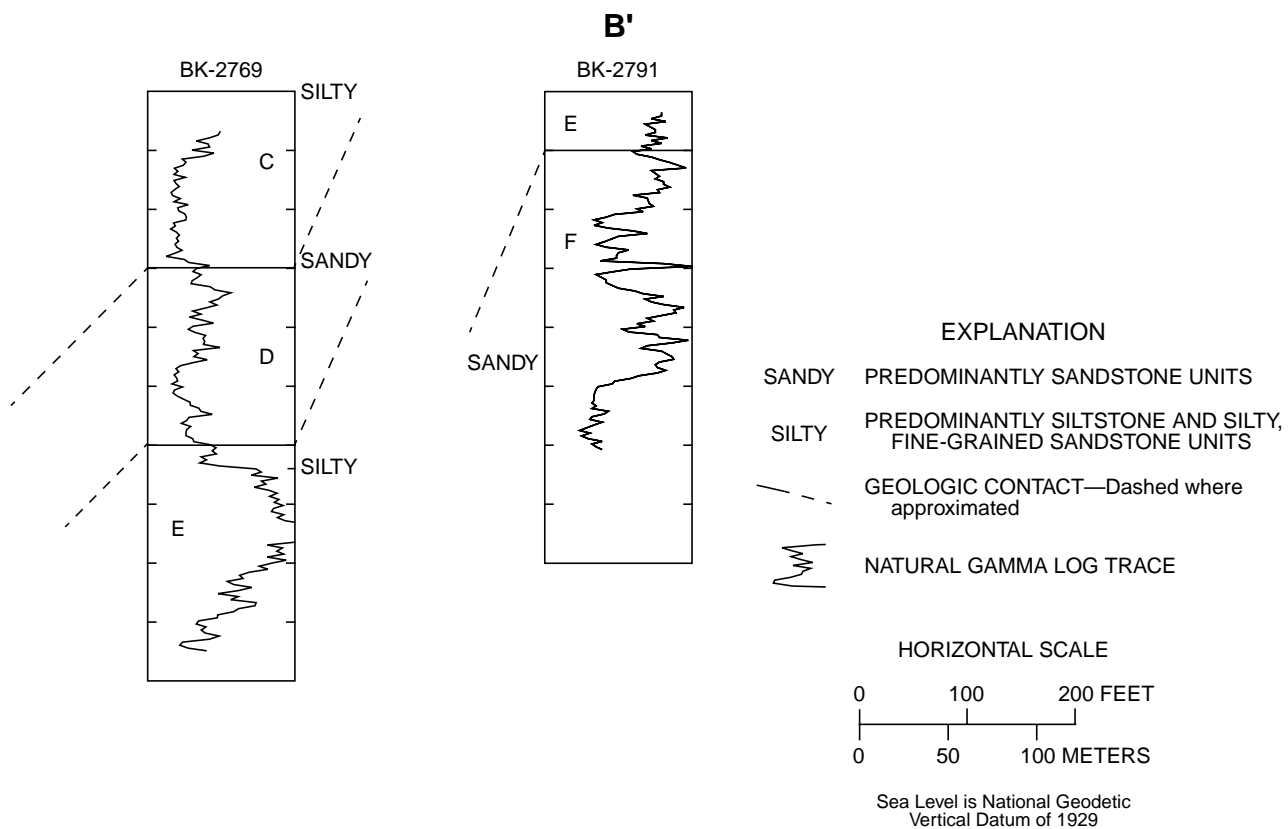 B'
BK-2769
BK-2791
SILTY
C
SANDY
D
SILTY
E
E
F
SANDY
EXPLANATION
SANDY PREDOMINANTLY SANDSTONE UNITS
SILTY PREDOMINANTLY SILTSTONE AND SILTY,
FINE-GRAINED SANDSTONE UNITS
GEOLOGIC CONTACT—Dashed where
approximated
NATURAL GAMMA LOG TRACE
HORIZONTAL SCALE
0 100 200 FEET
0 50 100 METERS
Sea Level is National Geodetic
Vertical Datum of 1929